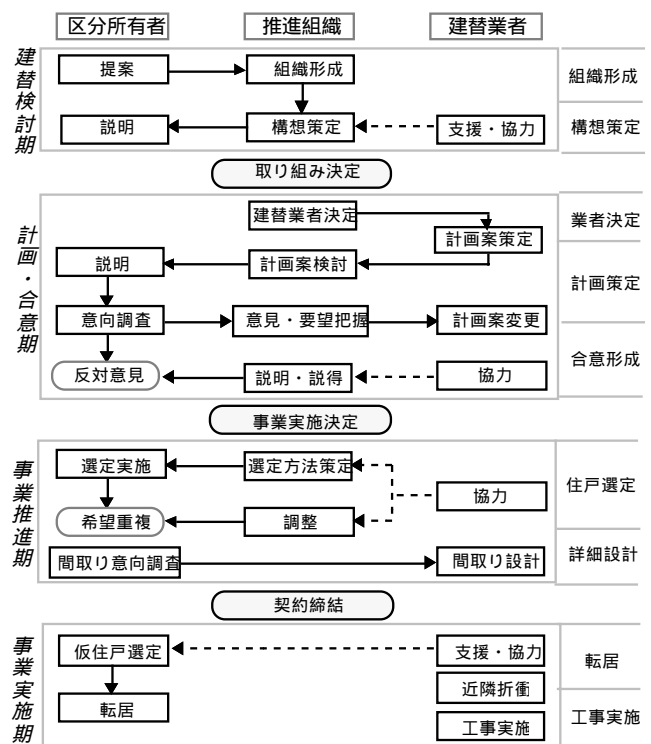 区分所有者 推進組織 建替業者
建替検討期
提案 組織形成 組織形成
説明 構想策定 支援・協力 構想策定
取り組み決定
計画・合意期
建替業者決定 業者決定
計画案策定
説明 計画案検討 計画策定
意向調査 意見・要望把握 計画案変更
反対意見 説明・説得 協力 合意形成
事業実施決定
事業推進期
選定実施 選定方法策定 住戸選定
協力
希望重複 調整
間取り意向調査 間取り設計 詳細設計
契約締結
事業実施期
仮住戸選定 支援・協力 転居
近隣折衝
転居 工事実施 工事実施